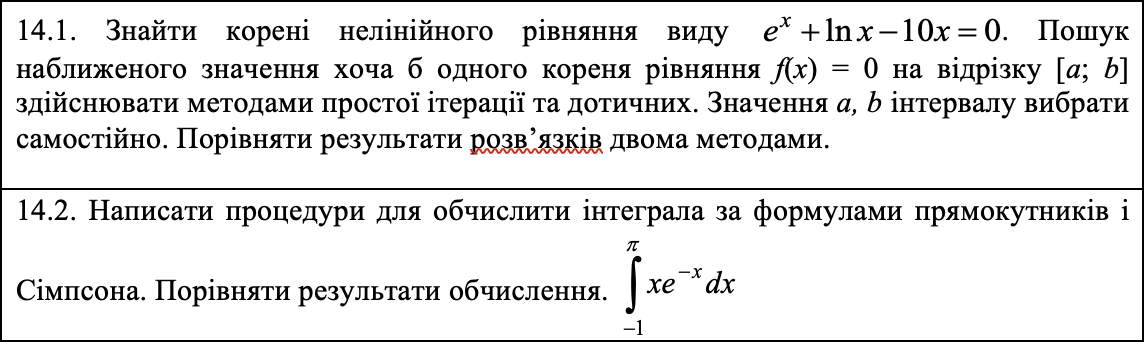 14.1. Знайти корені нелінійного рівняння виду e^x + ln x − 10x = 0. Пошук
наближеного значення хоча б одного кореня рівняння f(x) = 0 на відрізку [a; b]
здійснювати методами простої ітерації та дотичних. Значення a, b інтервалу вибрати
самостійно. Порівняти результати розв’язків двома методами.
14.2. Написати процедури для обчислити інтеграла за формулами прямокутників і
Сімпсона. Порівняти результати обчислення. ∫_{−1}^{π} xe^{−x} dx